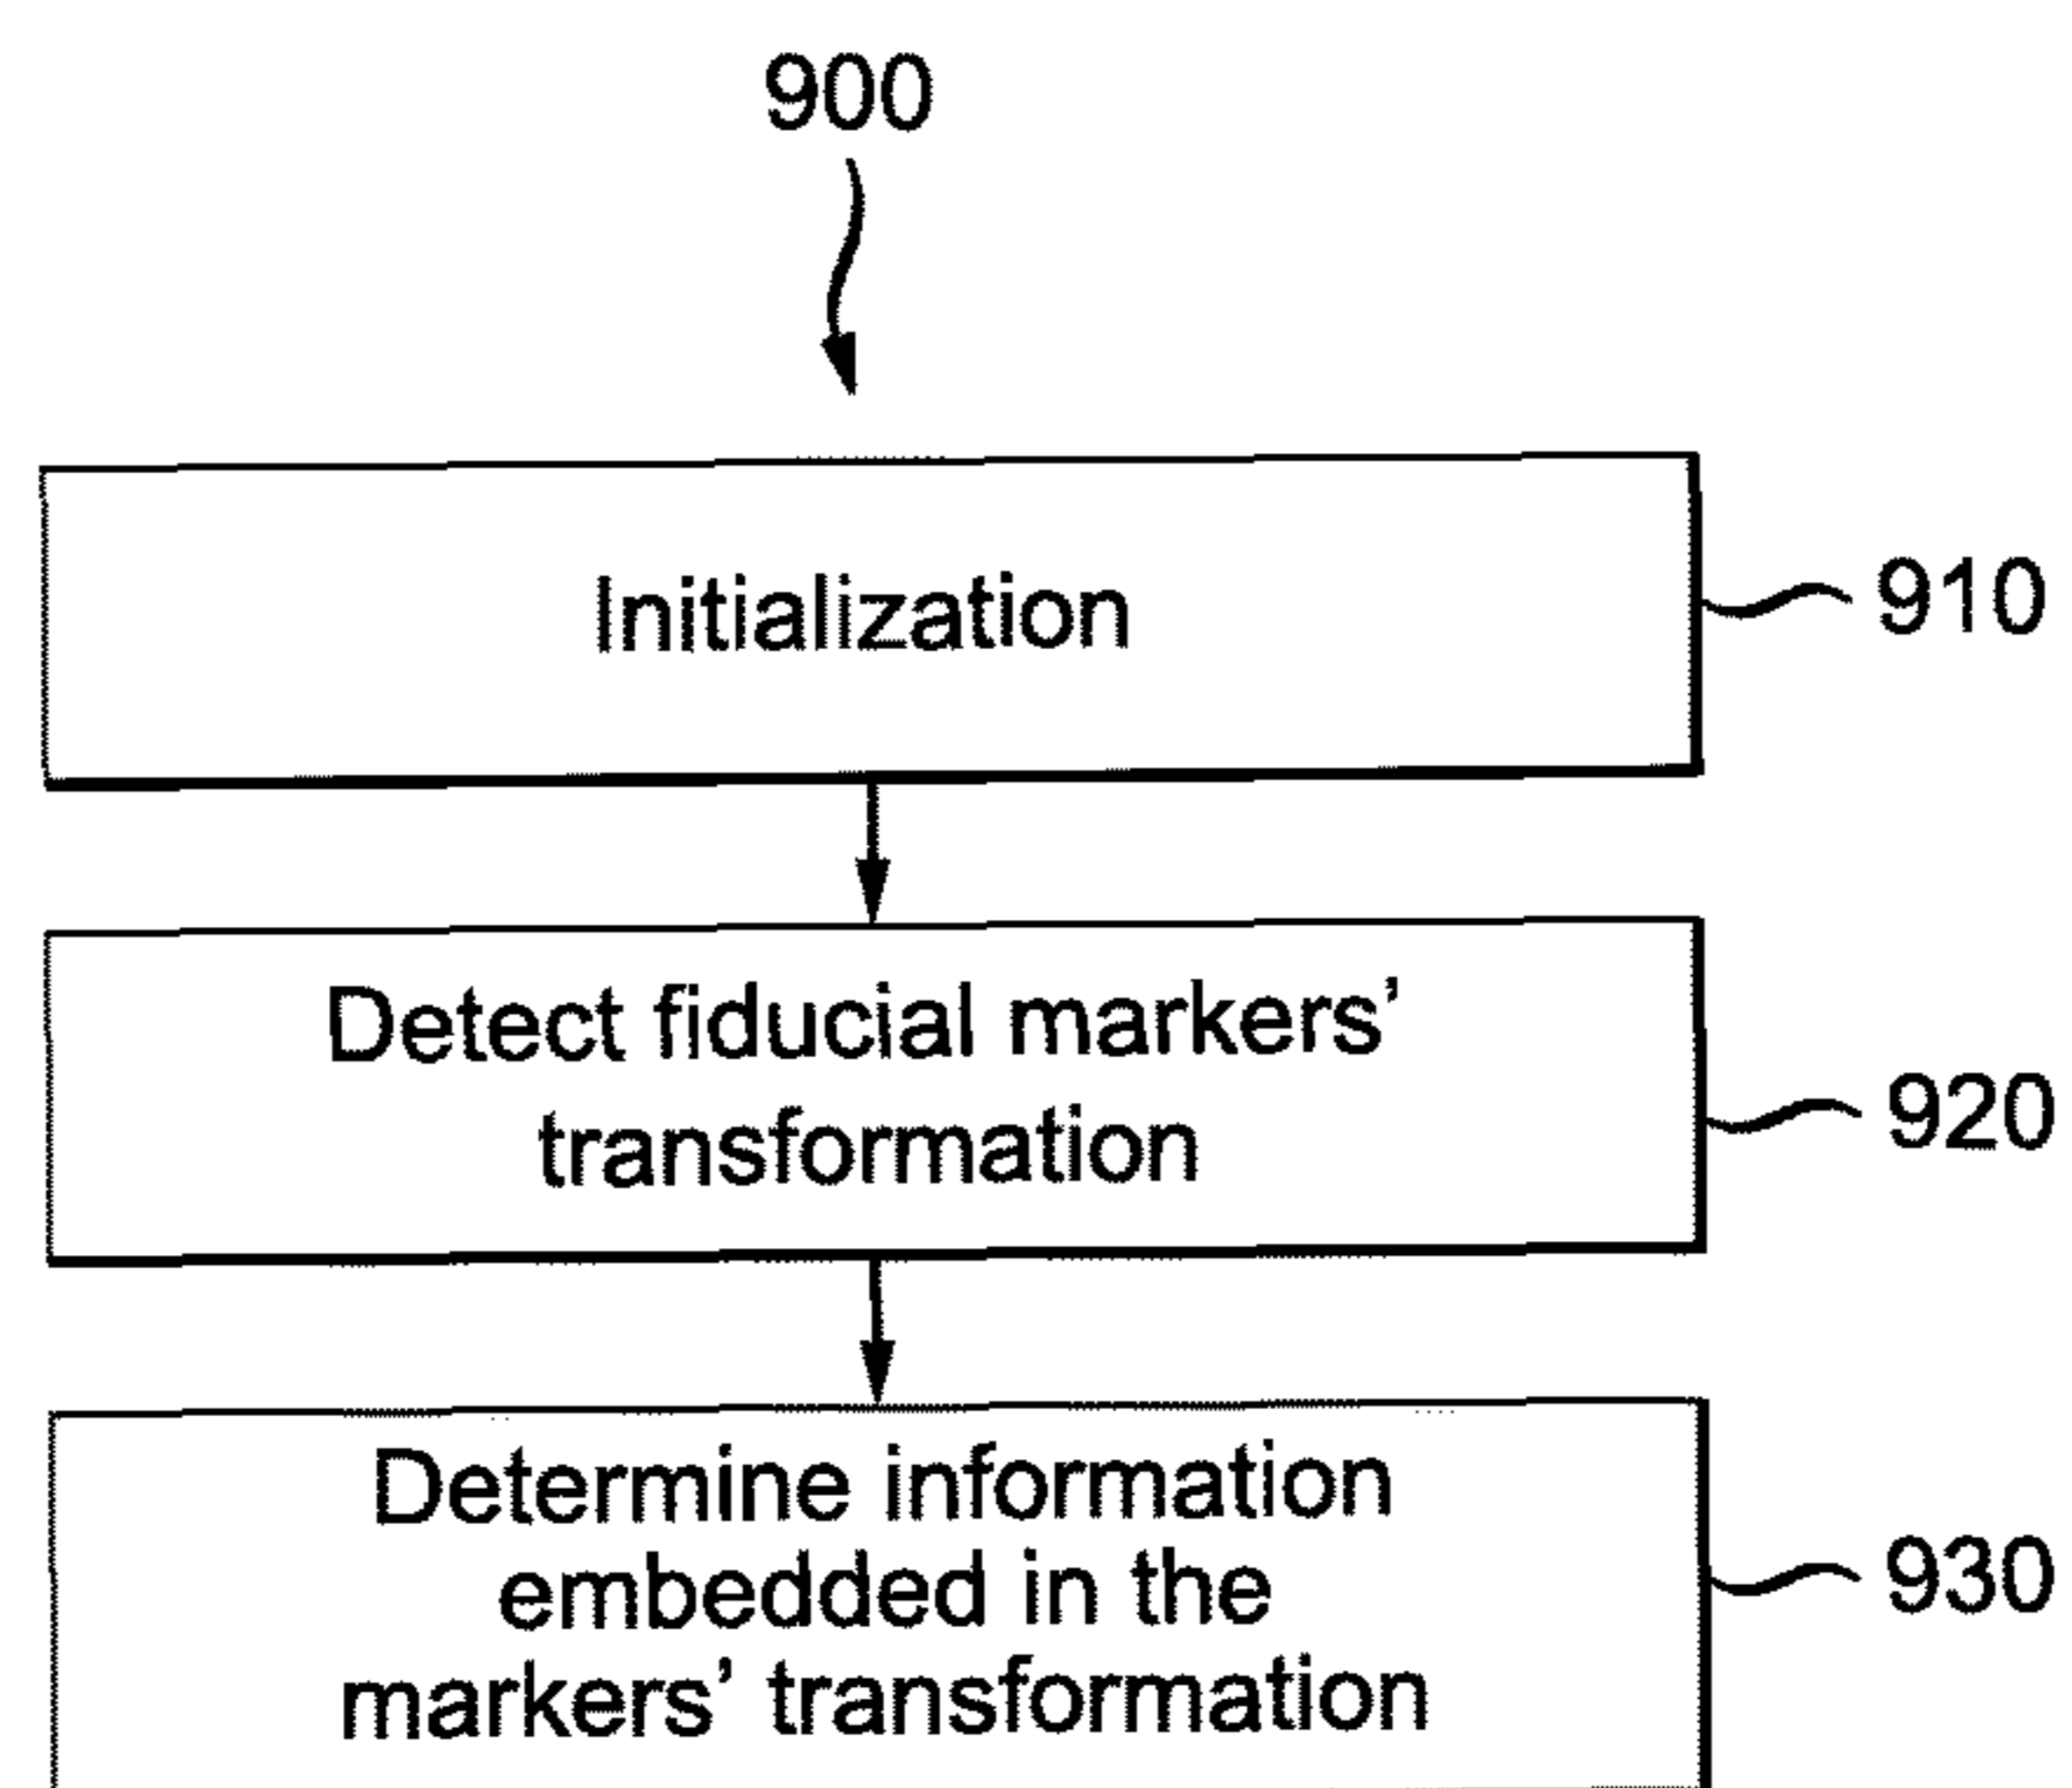 900
Initialization
910
Detect fiducial markers’
transformation
920
Determine information
embedded in the
markers’ transformation
930